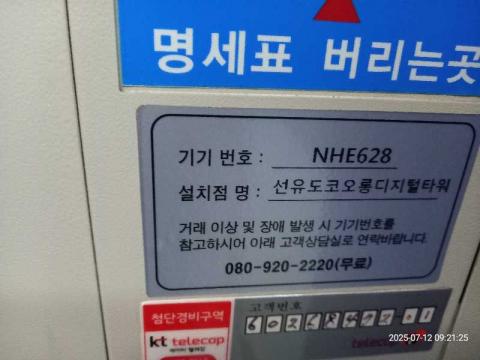 명세표 버리는곳
기기 번호 : NHE628
설치점 명 : 선유도코오롱디지털타워
거래 이상 및 장애 발생 시 기기번호를
참고하시어 아래 고객상담실로 연락바랍니다.
080-920-2220(무료)
첨단경비구역
고객번호
kt telecop
2025-07-12 09:21:25